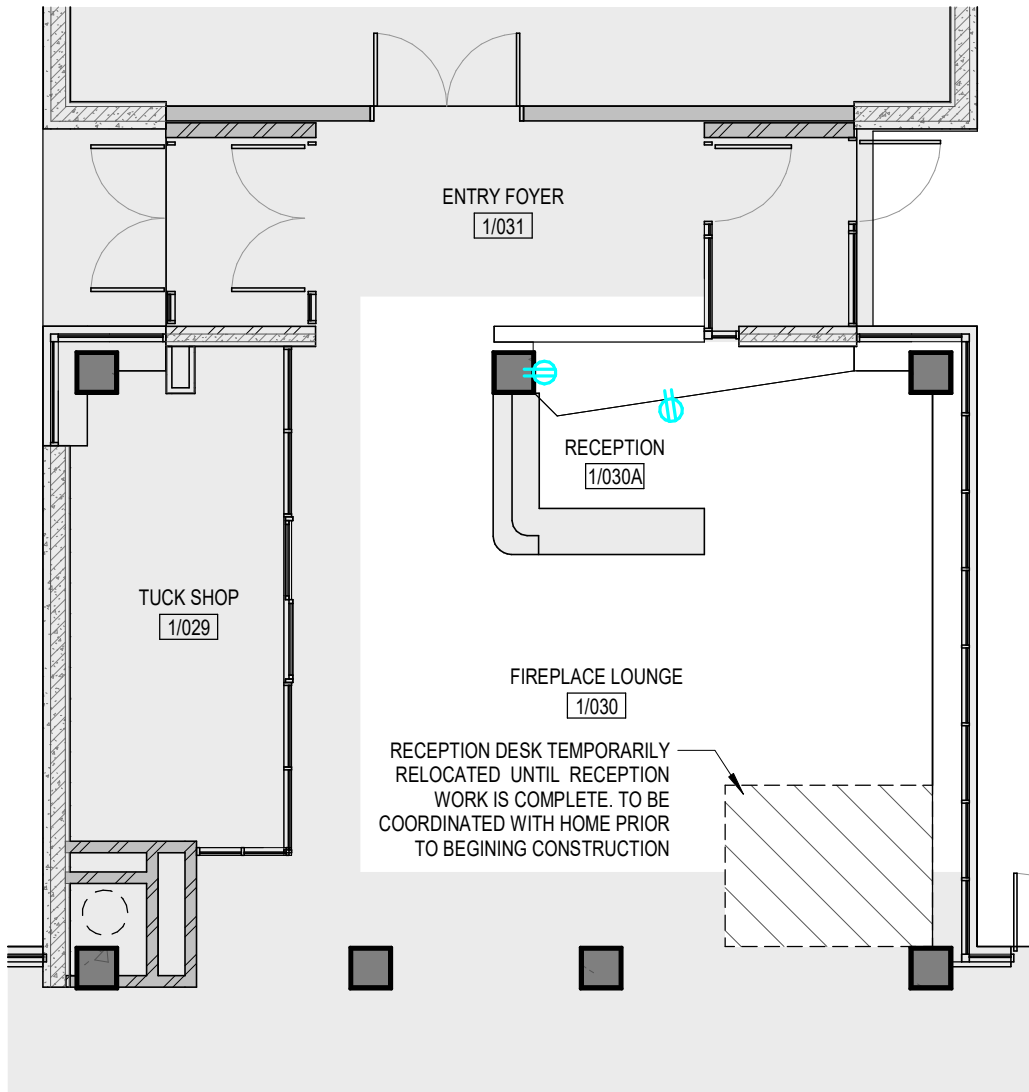 ENTRY FOYER
1/031
RECEPTION
1/030A
TUCK SHOP
1/029
FIREPLACE LOUNGE
1/030
RECEPTION DESK TEMPORARILY
RELOCATED UNTIL RECEPTION
WORK IS COMPLETE. TO BE
COORDINATED WITH HOME PRIOR
TO BEGINING CONSTRUCTION